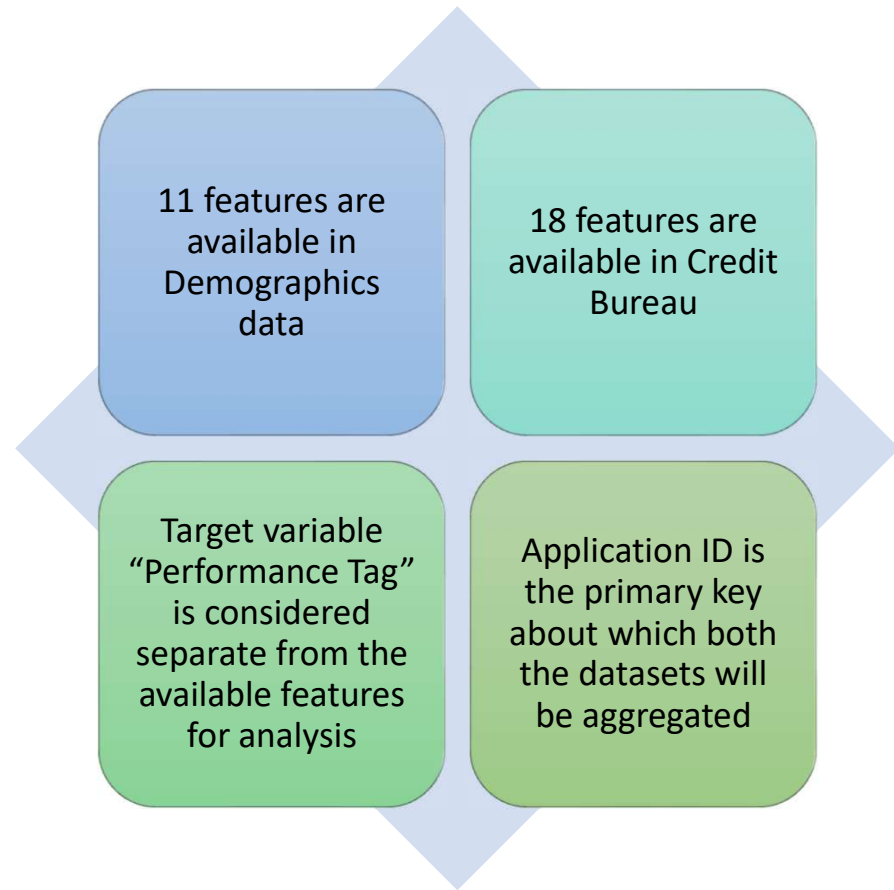 11 features are
available in
Demographics
data
18 features are
available in Credit
Bureau
Target variable
“Performance Tag”
is considered
separate from the
available features
for analysis
Application ID is
the primary key
about which both
the datasets will
be aggregated